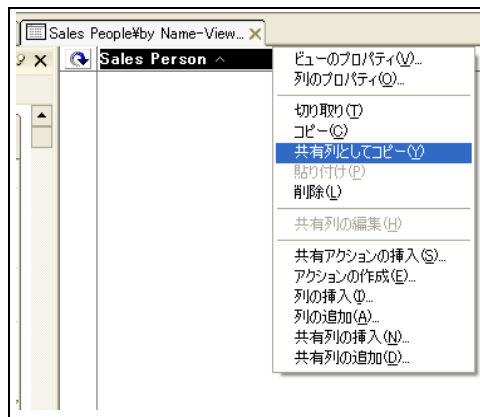 Sales People¥by Name-View...
Sales Person ^
ビューのプロパティ(V)...
列のプロパティ(O)...
切り取り(T)
コピー(C)
共有列としてコピー(Y)
貼り付け(P)
削除(L)
共有列の編集(H)
共有アクションの挿入(S)...
アクションの作成(E)...
列の挿入(I)...
列の追加(A)...
共有列の挿入(N)...
共有列の追加(D)...